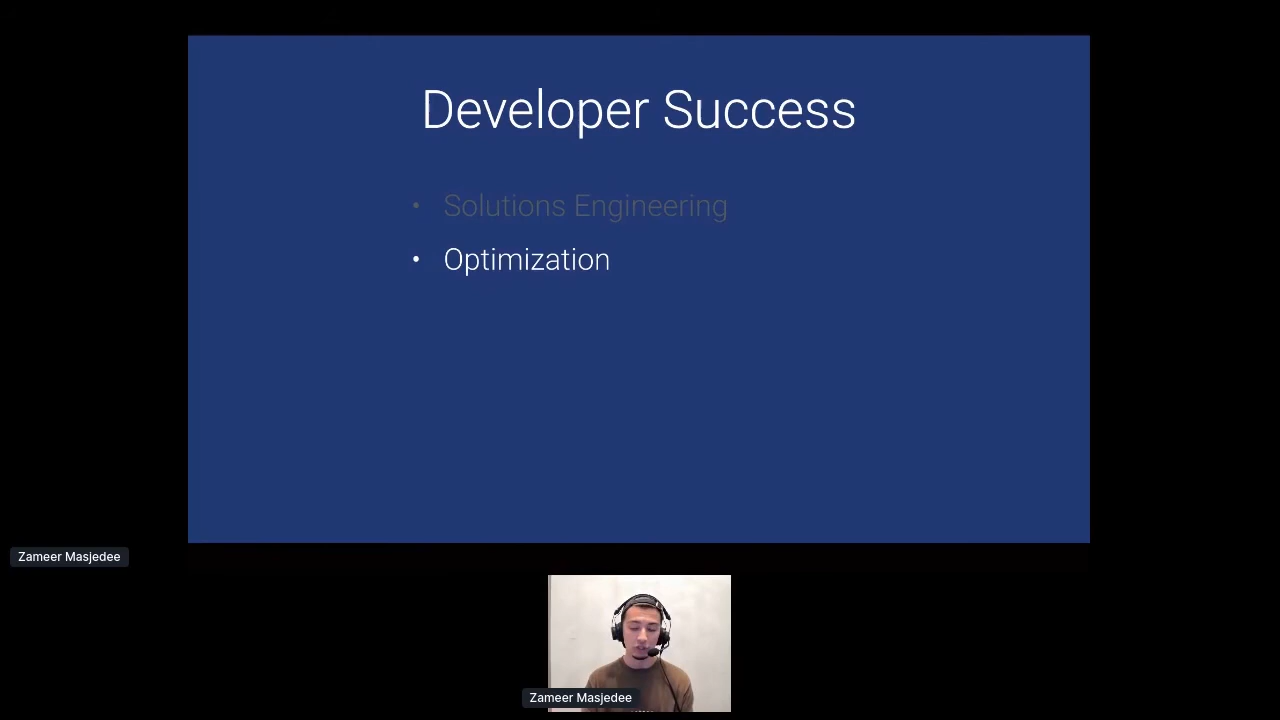 Developer Success
• Solutions Engineering
• Optimization
Zameer Masjedee
Zameer Masjedee